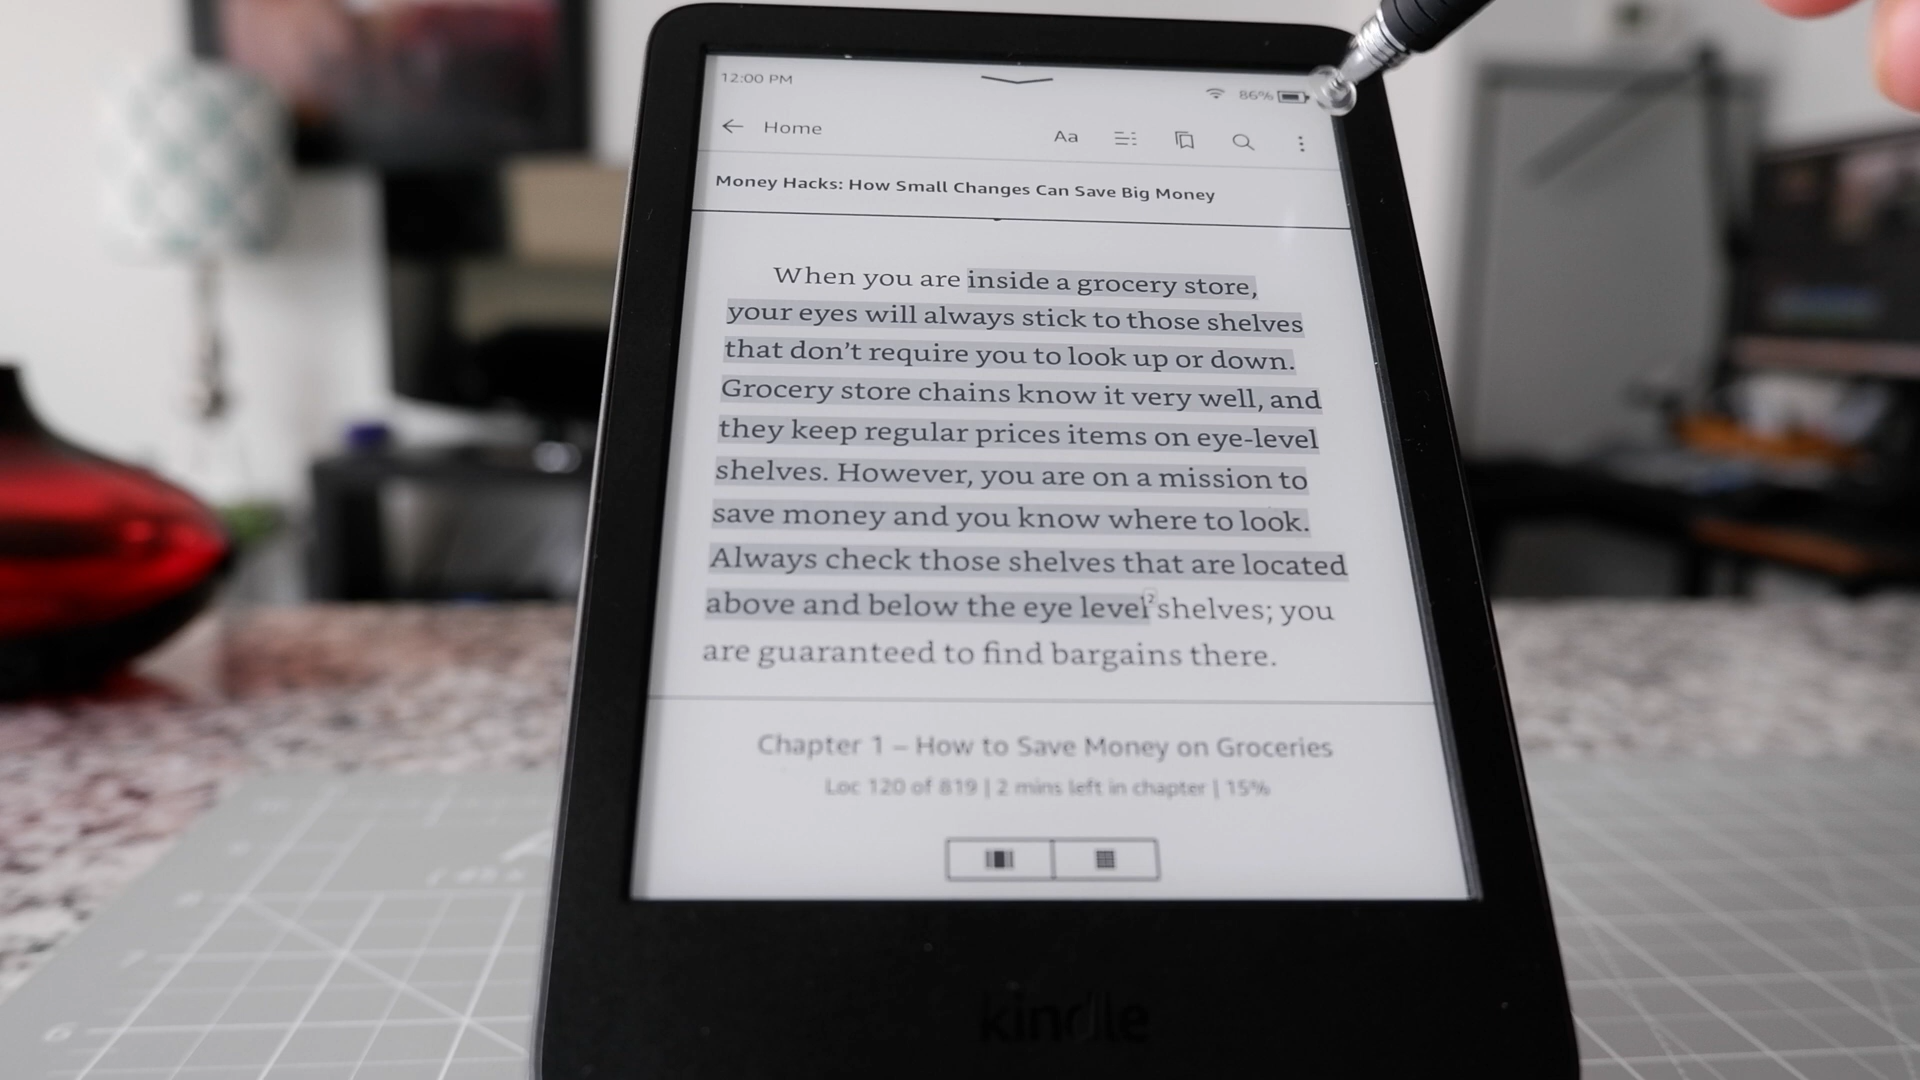 12:00 PM
86%
Home
Aa
Money Hacks: How Small Changes Can Save Big Money
When you are inside a grocery store,
your eyes will always stick to those shelves
that don't require you to look up or down.
Grocery store chains know it very well, and
they keep regular prices items on eye-level
shelves. However, you are on a mission to
save money and you know where to look.
Always check those shelves that are located
above and below the eye level shelves; you
are guaranteed to find bargains there.
Chapter 1 – How to Save Money on Groceries
Loc 120 of 819 | 2 mins left in chapter | 15%
kindle
6